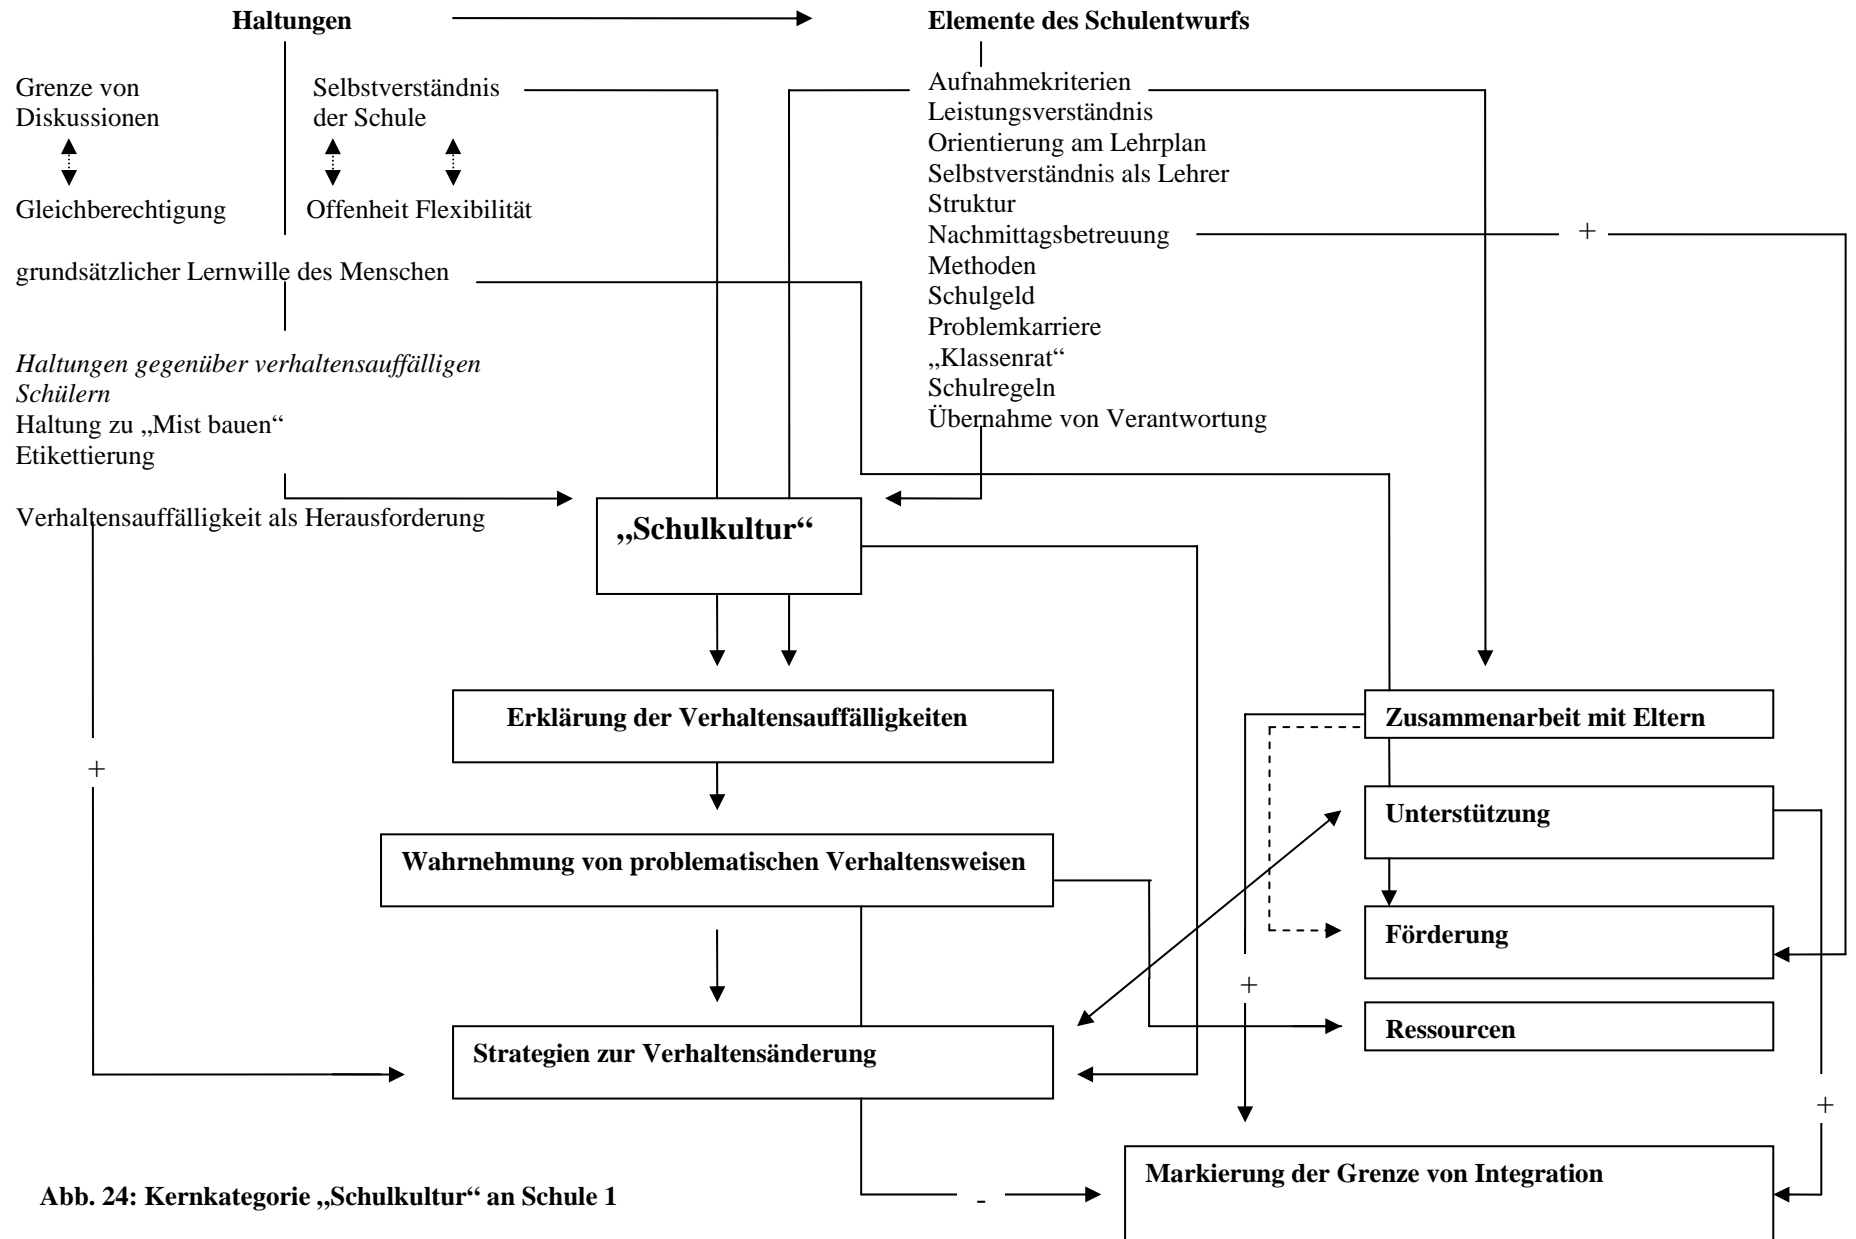 Haltungen
Elemente des Schulentwurfs
Grenze von
Diskussionen
Selbstverständnis
der Schule
Gleichberechtigung
Offenheit Flexibilität
grundsätzlicher Lernwille des Menschen
Haltungen gegenüber verhaltensauffälligen
Schülern
Haltung zu „Mist bauen“
Etikettierung
Verhaltensauffälligkeit als Herausforderung
Aufnahmekriterien
Leistungsverständnis
Orientierung am Lehrplan
Selbstverständnis als Lehrer
Struktur
Nachmittagsbetreuung
+
Methoden
Schulgeld
Problemkarriere
„Klassenrat“
Schulregeln
Übernahme von Verantwortung
„Schulkultur“
Erklärung der Verhaltensauffälligkeiten
Zusammenarbeit mit Eltern
+
Unterstützung
Wahrnehmung von problematischen Verhaltensweisen
Förderung
+
Ressourcen
Strategien zur Verhaltensänderung
+
Markierung der Grenze von Integration
-
Abb. 24: Kernkategorie „Schulkultur“ an Schule 1